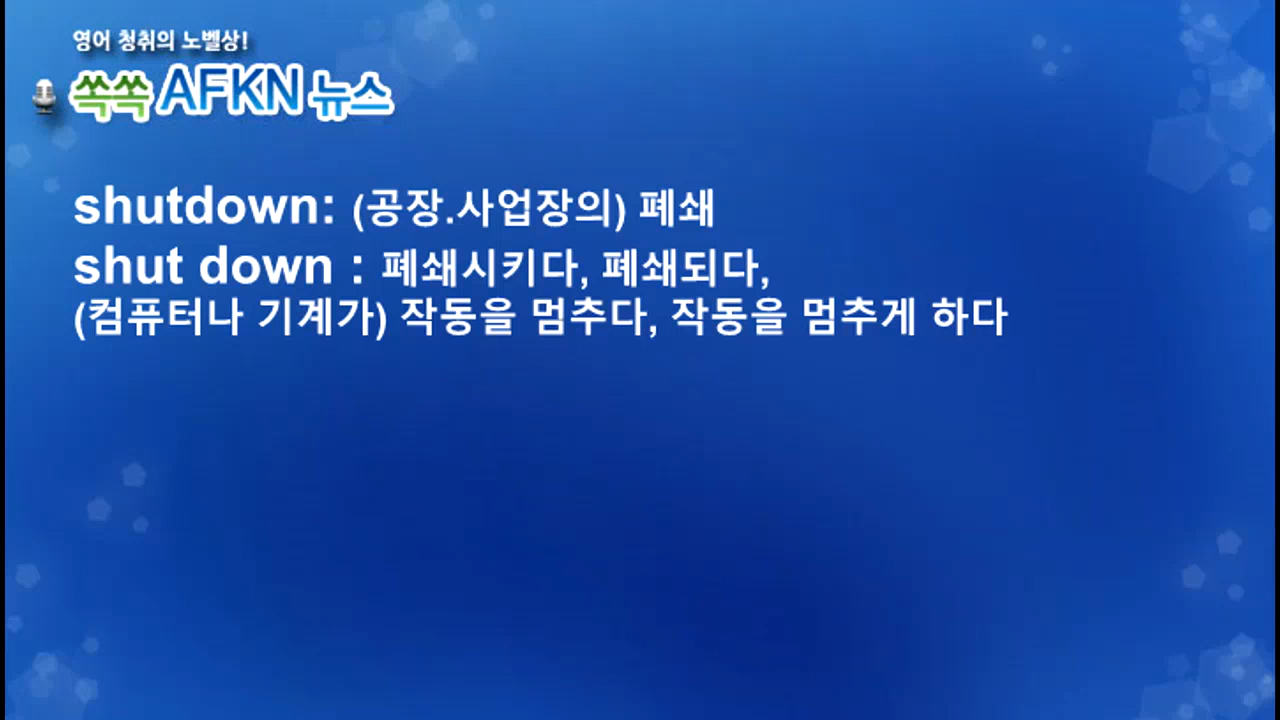 영어 청취의 노벨상!
쏙쏙 AFKN 뉴스
shutdown: (공장.사업장의) 폐쇄
shut down : 폐쇄시키다, 폐쇄되다,
(컴퓨터나 기계가) 작동을 멈추다, 작동을 멈추게 하다